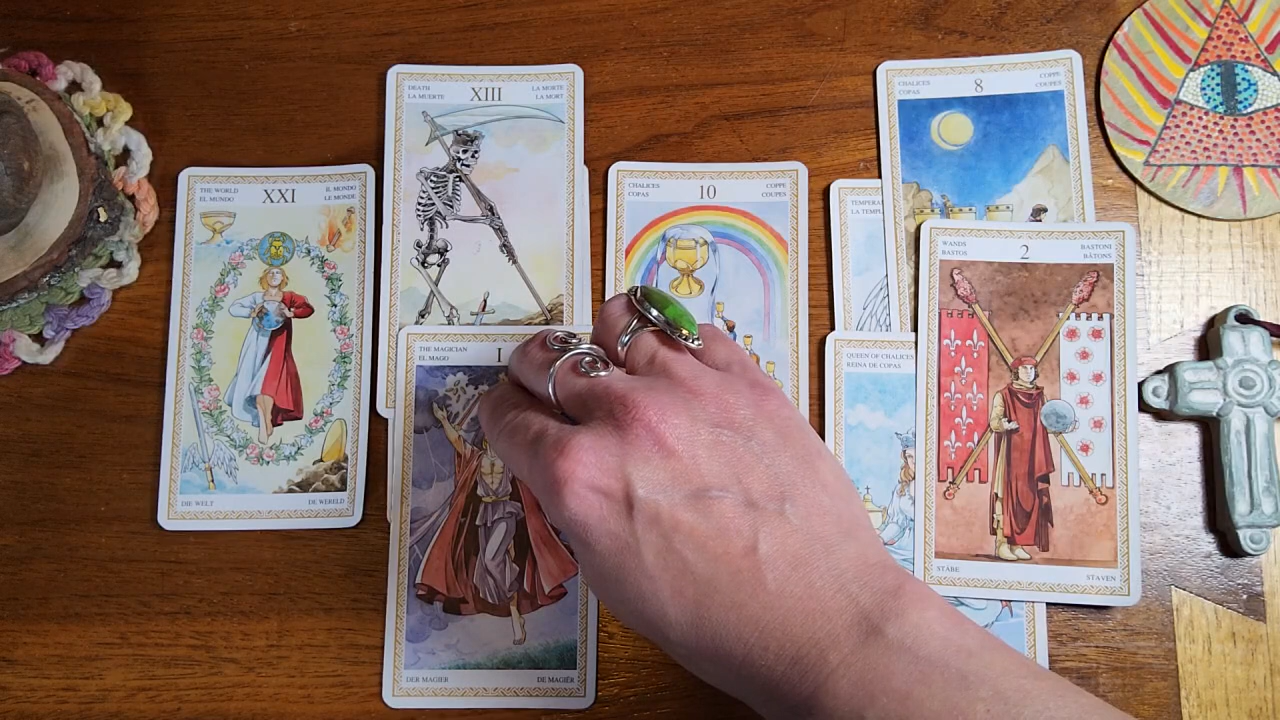 THE WORLD
EL MUNDO
XXI
IL MONDO
LE MONDE
DIE WELT
DE WERELD
DEATH
LA MUERTE
XIII
LA MORTE
LA MORT
THE MAGICIAN
EL MAGO
I
DER MAGIER
DE MAGIËR
CHALICES
COPAS
10
COPPE
COUPES
CHALICES
COPAS
8
COPPE
COUPES
QUEEN OF CHALICES
REINA DE COPAS
WANDS
BASTOS
2
BASTONI
BÂTONS
STÄBE
STAVEN